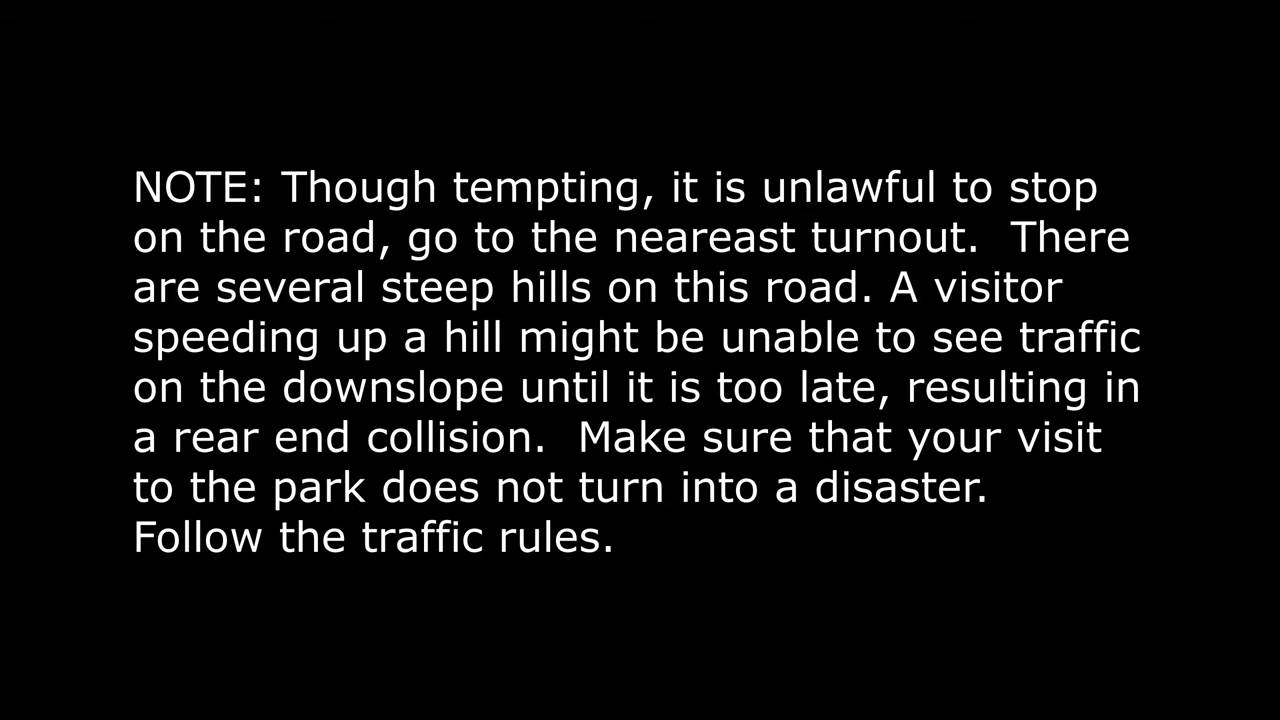 NOTE: Though tempting, it is unlawful to stop
on the road, go to the neareast turnout.  There
are several steep hills on this road. A visitor
speeding up a hill might be unable to see traffic
on the downslope until it is too late, resulting in
a rear end collision.  Make sure that your visit
to the park does not turn into a disaster.
Follow the traffic rules.